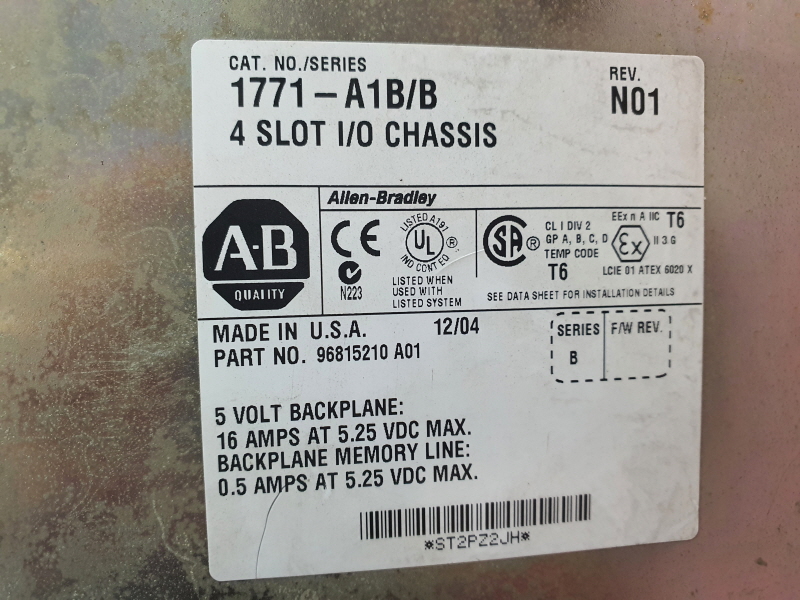 CAT. NO./SERIES
1771-A1B/B
4 SLOT I/O CHASSIS
REV.
N01
Allen-Bradley
A-B
QUALITY
CE
N223
LISTED A197
UL ®
IND CONT EQ
LISTED WHEN
USED WITH
LISTED SYSTEM
SA ®
CL I DIV 2
GP A, B, C, D
TEMP CODE
T6
EEx n A IIC T6
Ex II 3 G
LCIE 01 ATEX 6020 X
SEE DATA SHEET FOR INSTALLATION DETAILS
MADE IN U.S.A. 12/04
PART NO. 96815210 A01
SERIES
B
F/W REV.
5 VOLT BACKPLANE:
16 AMPS AT 5.25 VDC MAX.
BACKPLANE MEMORY LINE:
0.5 AMPS AT 5.25 VDC MAX.
*ST2PZ2JH*